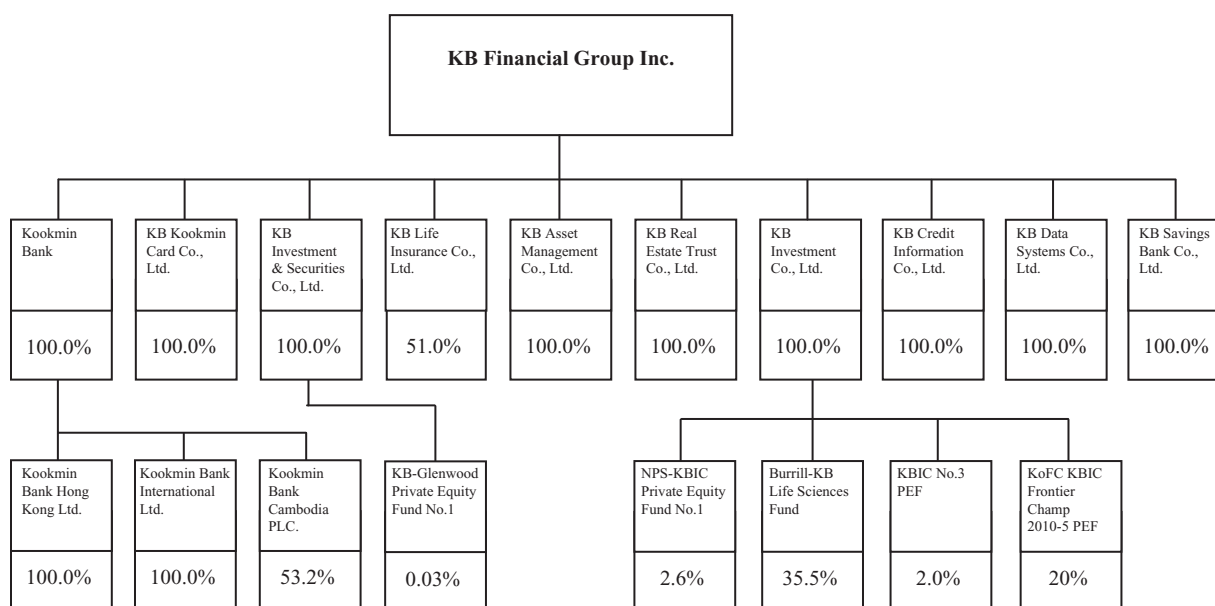 KB Financial Group Inc.
Kookmin
Bank
100.0%
KB Kookmin
Card Co.,
Ltd.
100.0%
KB
Investment
& Securities
Co., Ltd.
100.0%
KB Life
Insurance Co.,
Ltd.
51.0%
KB Asset
Management
Co., Ltd.
100.0%
KB Real
Estate Trust
Co., Ltd.
100.0%
KB
Investment
Co., Ltd.
100.0%
KB Credit
Information
Co., Ltd.
100.0%
KB Data
Systems Co.,
Ltd.
100.0%
KB Savings
Bank Co.,
Ltd.
100.0%
Kookmin
Bank Hong
Kong Ltd.
100.0%
Kookmin Bank
International
Ltd.
100.0%
Kookmin
Bank
Cambodia
PLC.
53.2%
KB-Glenwood
Private Equity
Fund No.1
0.03%
NPS-KBIC
Private Equity
Fund No.1
2.6%
Burrill-KB
Life Sciences
Fund
35.5%
KBIC No.3
PEF
2.0%
KoFC KBIC
Frontier
Champ
2010-5 PEF
20%